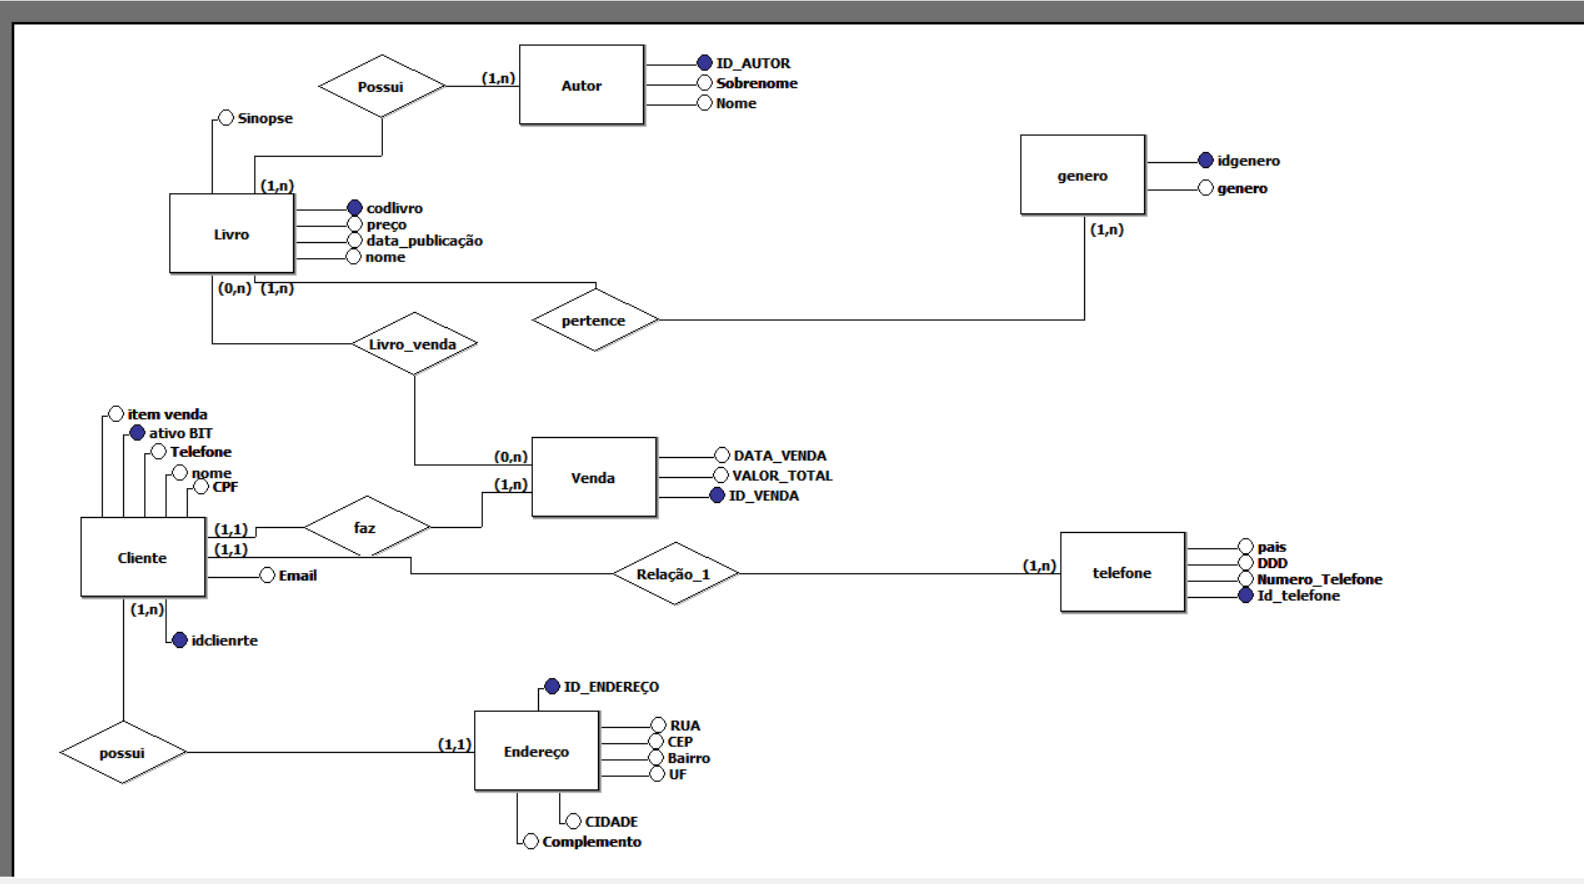 Possui
(1,n)
Autor
ID_AUTOR
Sobrenome
Nome
Sinopse
(1,n)
Livro
codlivro
preço
data_publicação
nome
genero
idgenero
genero
(1,n)
(0,n) (1,n)
pertence
Livro_venda
item venda
ativo BIT
Telefone
nome
CPF
(0,n)
(1,n)
Venda
DATA_VENDA
VALOR_TOTAL
ID_VENDA
Cliente
(1,1)
(1,1)
faz
Email
(1,n)
idclienrte
Relação_1
(1,n)
telefone
pais
DDD
Numero_Telefone
Id_telefone
possui
(1,1)
ID_ENDEREÇO
Endereço
RUA
CEP
Bairro
UF
CIDADE
Complemento